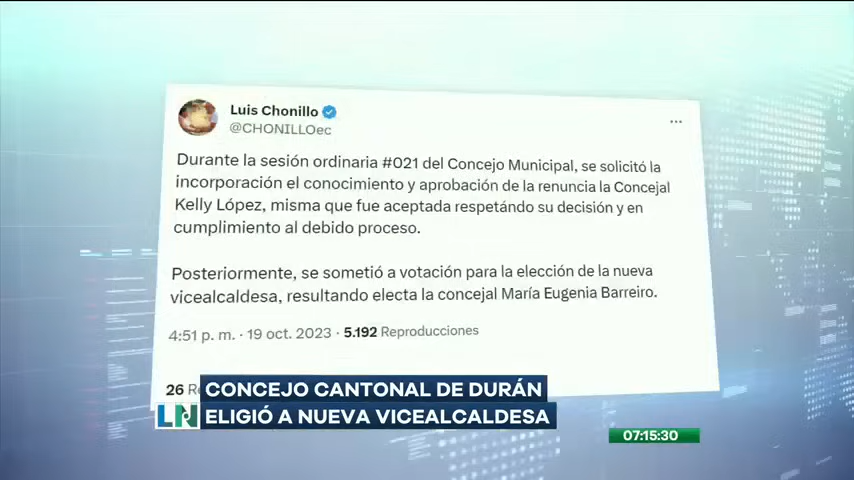 Luis Chonillo
@CHONILLOec
Durante la sesión ordinaria #021 del Concejo Municipal, se solicitó la
incorporación el conocimiento y aprobación de la renuncia la Concejal
Kelly López, misma que fue aceptada respetándo su decisión y en
cumplimiento al debido proceso.
Posteriormente, se sometió a votación para la elección de la nueva
vicealcaldesa, resultando electa la concejal María Eugenia Barreiro.
4:51 p. m. · 19 oct. 2023 · 5.192 Reproducciones
26
CONCEJO CANTONAL DE DURÁN
LN ELIGIÓ A NUEVA VICEALCALDESA
07:15:30